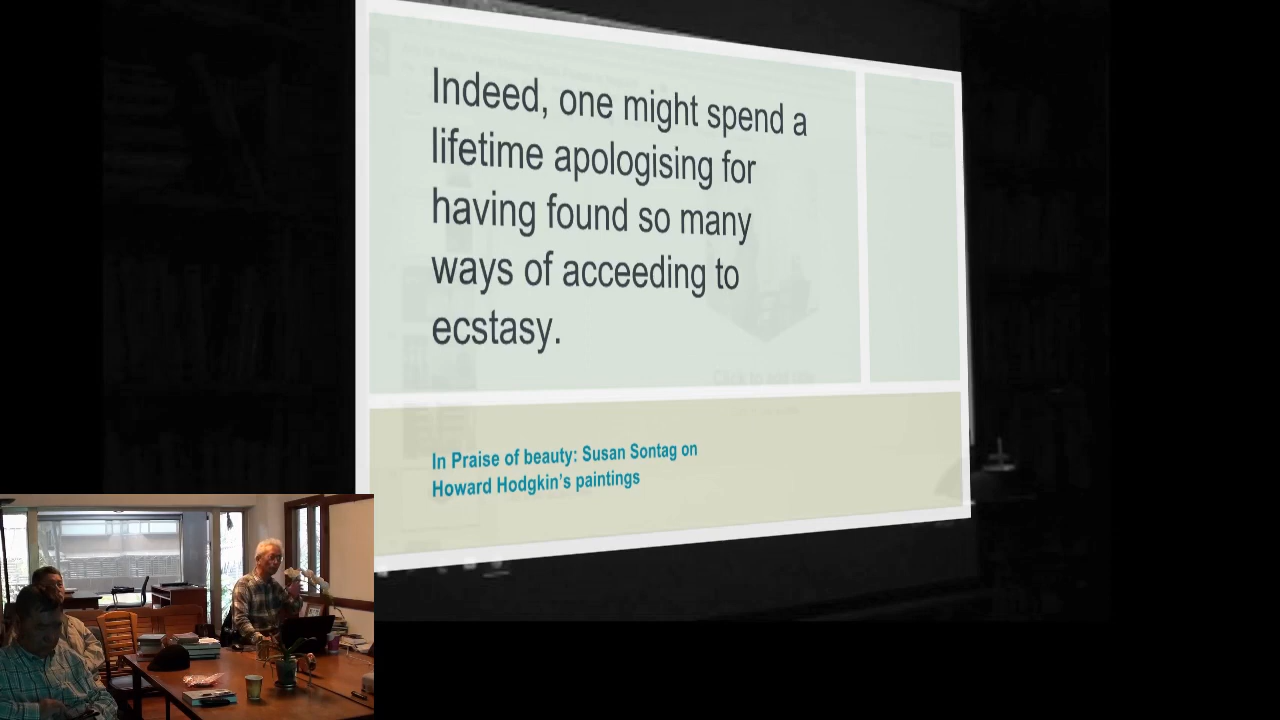 Indeed, one might spend a
lifetime apologising for
having found so many
ways of acceeding to
ecstasy.
In Praise of beauty: Susan Sontag on
Howard Hodgkin's paintings